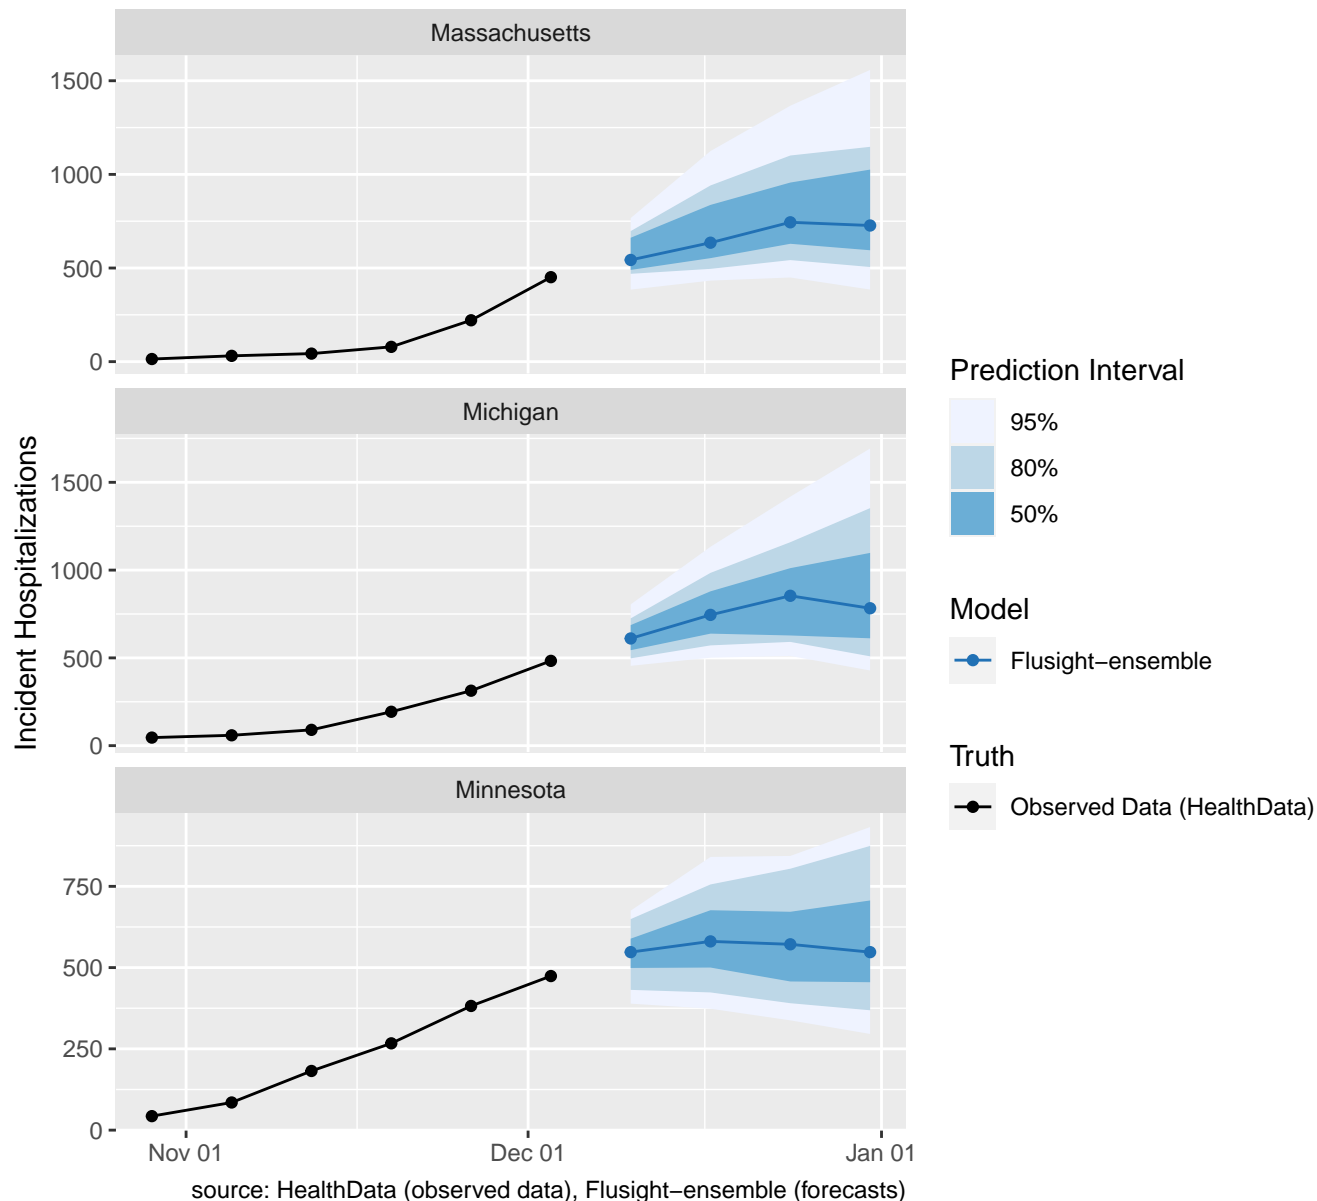 Massachusetts
1500
1000
500
0
Michigan
1500
1000
500
0
Minnesota
750
500
250
0
Nov 01
Dec 01
Jan 01
Incident Hospitalizations
source: HealthData (observed data), Flusight−ensemble (forecasts)
Prediction Interval
95%
80%
50%
Model
Flusight−ensemble
Truth
Observed Data (HealthData)